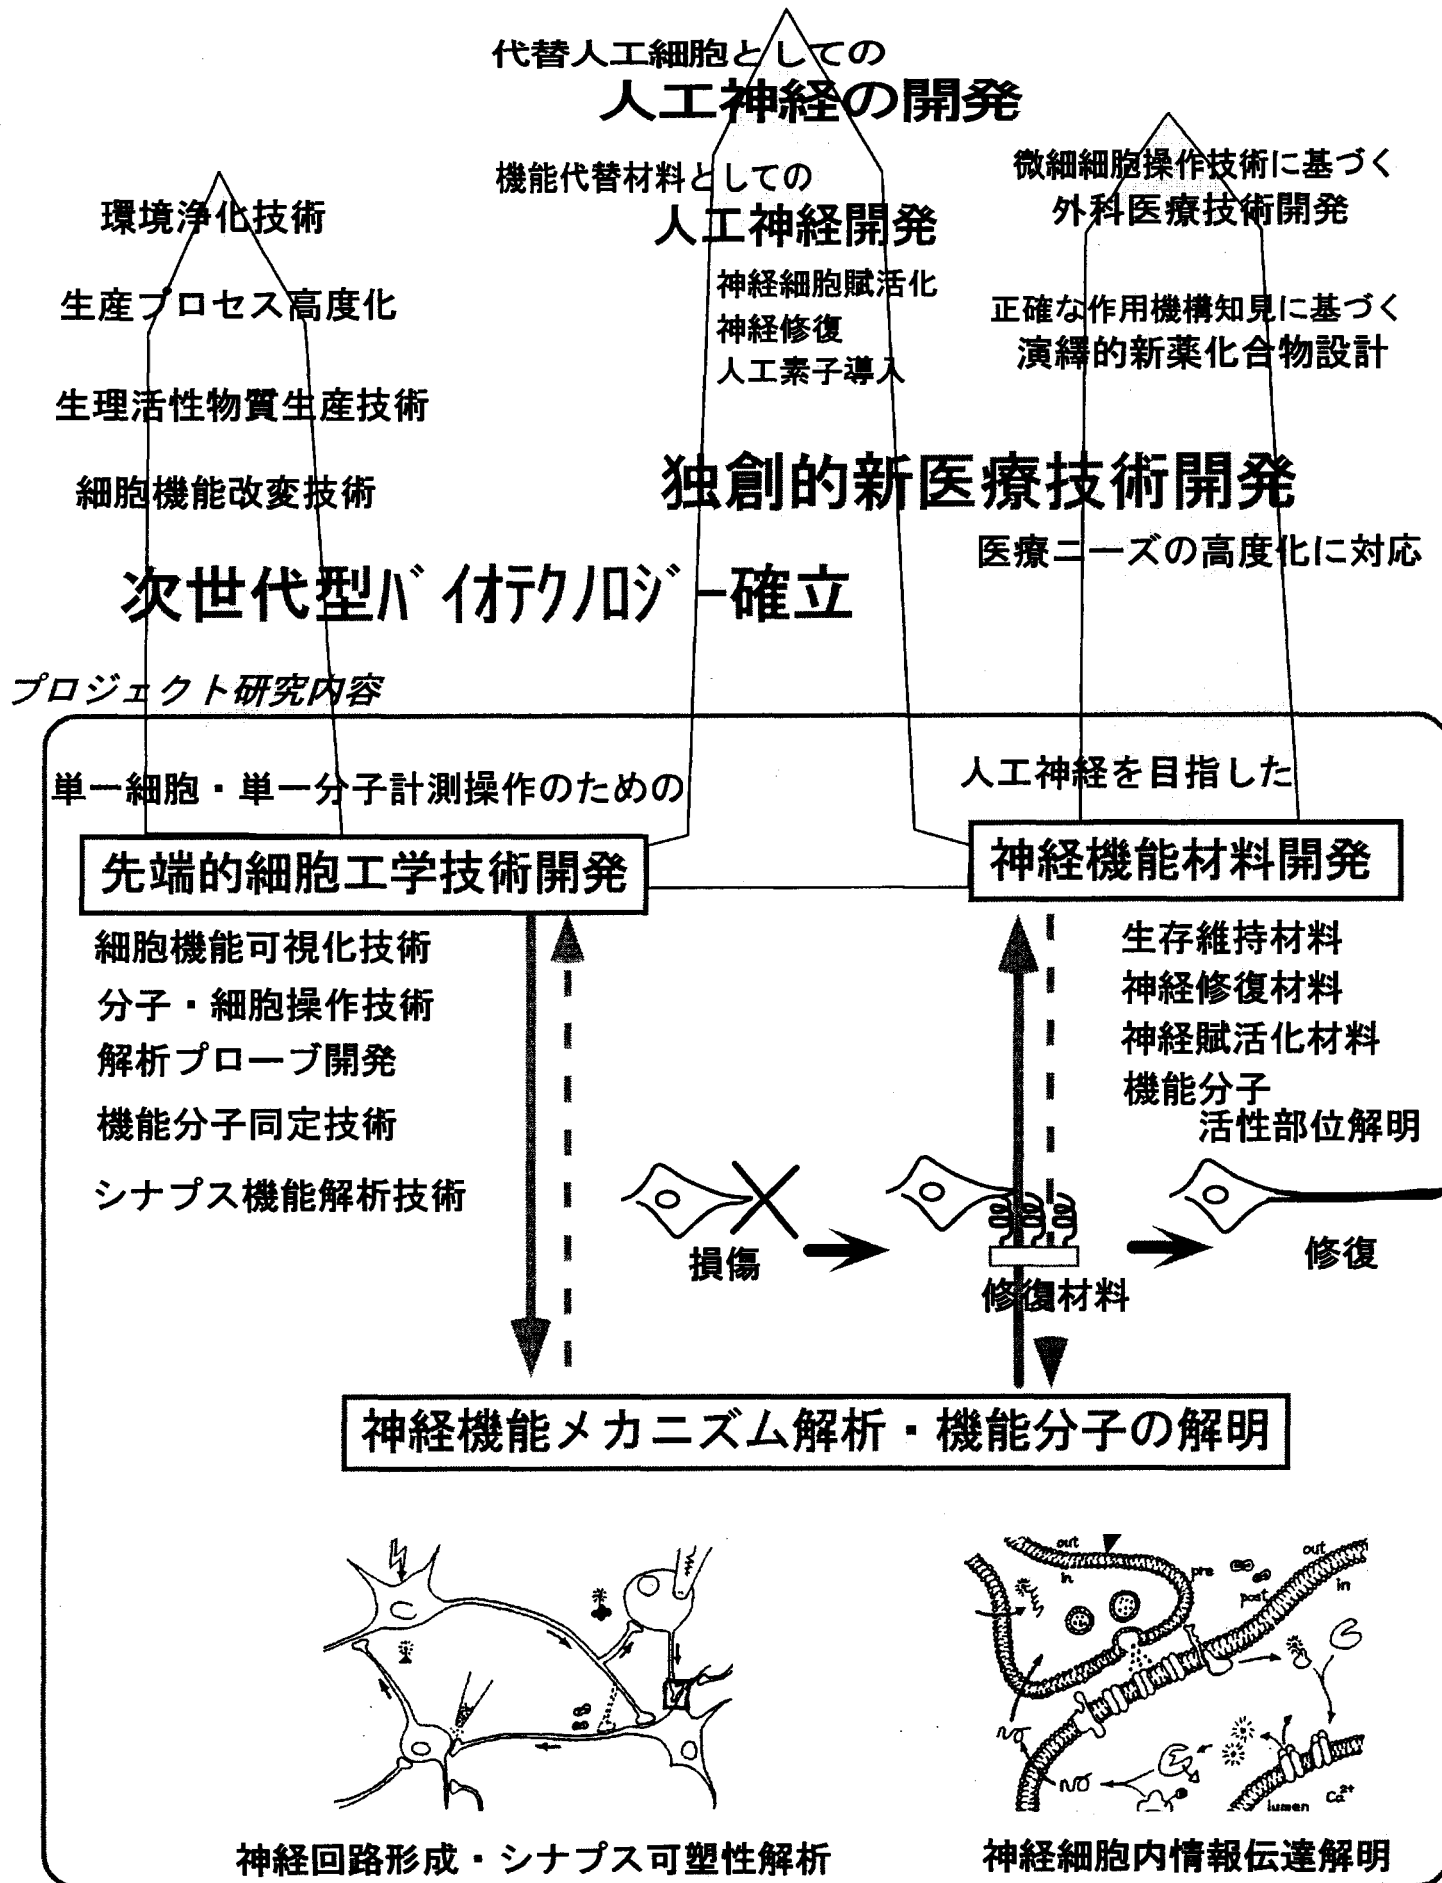 代替人工細胞としての
人工神経の開発
機能代替材料としての
人工神経開発
神経細胞賦活化
神経修復
人工素子導入
微細細胞操作技術に基づく
外科医療技術開発
正確な作用機構知見に基づく
演繹的新薬化合物設計
環境浄化技術
生産プロセス高度化
生理活性物質生産技術
細胞機能改変技術
独創的新医療技術開発
医療ニーズの高度化に対応
次世代型バイオテクノロジー確立
プロジェクト研究内容
単一細胞・単一分子計測操作のための
先端的細胞工学技術開発
細胞機能可視化技術
分子・細胞操作技術
解析プローブ開発
機能分子同定技術
シナプス機能解析技術
人工神経を目指した
神経機能材料開発
生存維持材料
神経修復材料
神経賦活化材料
機能分子
活性部位解明
損傷
修復材料
修復
神経機能メカニズム解析・機能分子の解明
out
in
pre
post
out
in
NO
NO
lumen
Ca2+
神経回路形成・シナプス可塑性解析
神経細胞内情報伝達解明